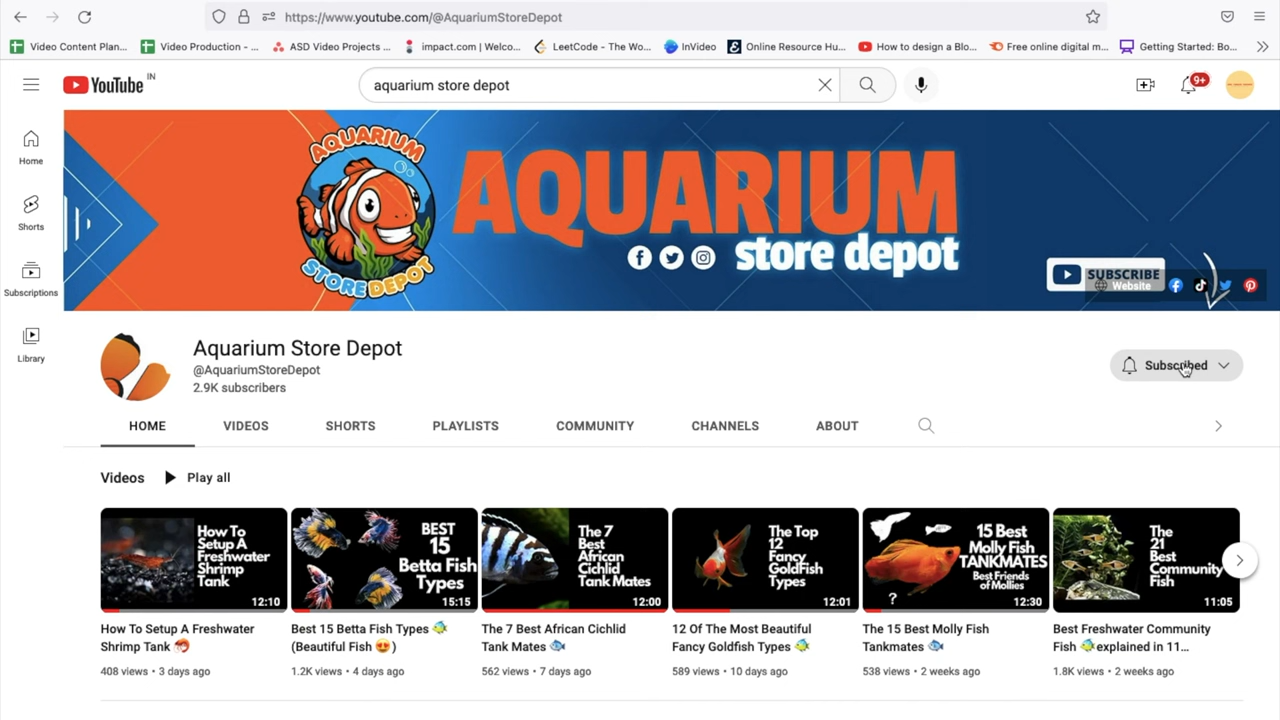 https://www.youtube.com/@AquariumStoreDepot
Video Content Plan...
Video Production - ...
ASD Video Projects ...
impact.com | Welco...
LeetCode - The Wo...
InVideo
Online Resource Hu...
How to design a Blo...
Free online digital m...
Getting Started: Bo...
YouTube IN
aquarium store depot
9+
Home
Shorts
Subscriptions
Library
AQUARIUM
STORE DEPOT
AQUARIUM
store depot
SUBSCRIBE
Website
Aquarium Store Depot
@AquariumStoreDepot
2.9K subscribers
Subscribed
HOME
VIDEOS
SHORTS
PLAYLISTS
COMMUNITY
CHANNELS
ABOUT
Videos
Play all
How To
Setup A
Freshwater
Shrimp
Tank
12:10
BEST
15
Betta Fish
Types
15:15
The 7
Best
African
Cichlid
Tank Mates
12:00
The Top
12
Fancy
GoldFish
Types
12:01
15 Best
Molly Fish
TANKMATES
Best Friends
of Mollies
?
12:30
The
21
Best
Community
Fish
11:05
How To Setup A Freshwater
Shrimp Tank 🦐
408 views • 3 days ago
Best 15 Betta Fish Types 🐠
(Beautiful Fish 😍)
1.2K views • 4 days ago
The 7 Best African Cichlid
Tank Mates 🐟
562 views • 7 days ago
12 Of The Most Beautiful
Fancy Goldfish Types 🐠
589 views • 10 days ago
The 15 Best Molly Fish
Tankmates 🐟
538 views • 2 weeks ago
Best Freshwater Community
Fish 🐠explained in 11...
1.8K views • 2 weeks ago